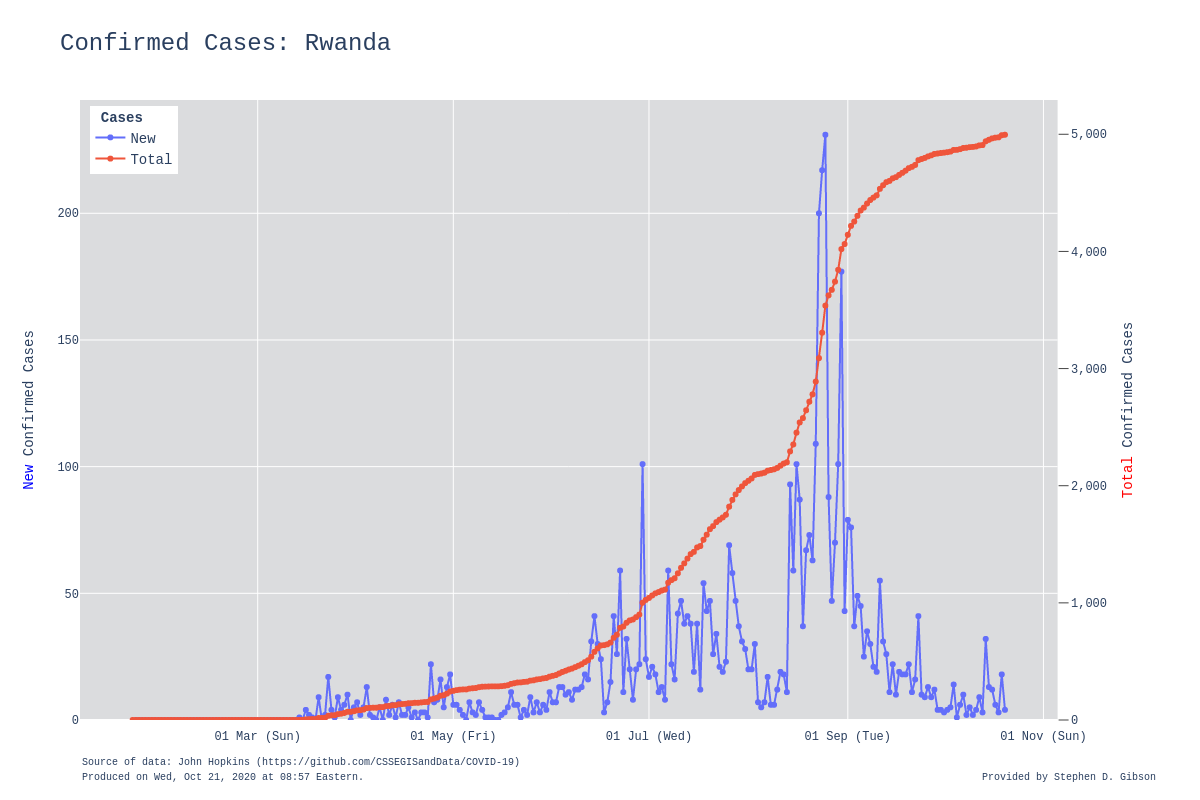 Confirmed Cases: Rwanda
Cases
New
Total
200
150
100
50
0
5,000
4,000
3,000
2,000
1,000
0
New Confirmed Cases
Total Confirmed Cases
01 Mar (Sun) 01 May (Fri) 01 Jul (Wed) 01 Sep (Tue) 01 Nov (Sun)
Source of data: John Hopkins (https://github.com/CSSEGISandData/COVID-19)
Produced on Wed, Oct 21, 2020 at 08:57 Eastern.
Provided by Stephen D. Gibson